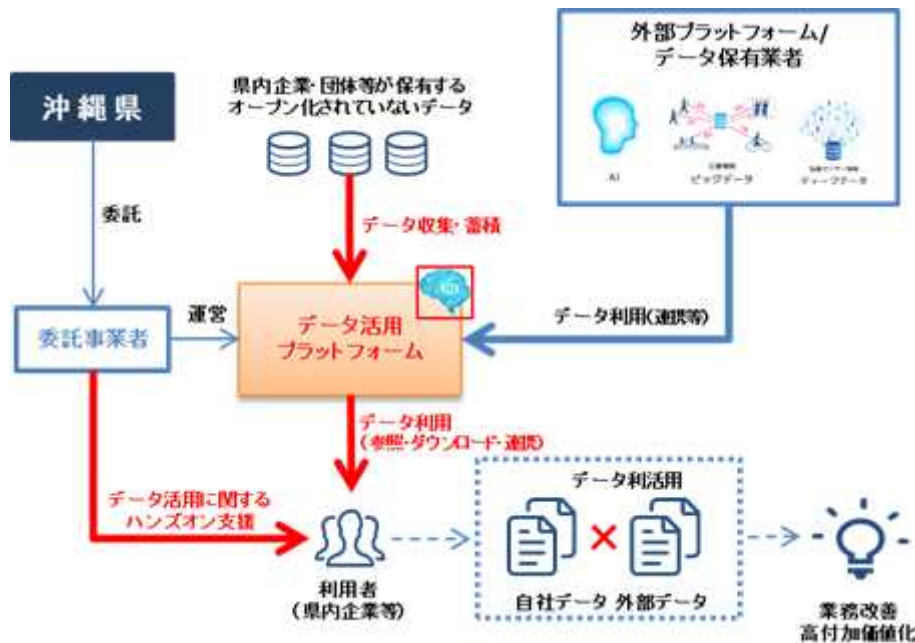 外部プラットフォーム/
データ保有業者
沖縄県
県内企業・団体等が保有する
オープン化されていないデータ
AI
ビッグデータ
ディープデータ
委託
データ収集・蓄積
委託事業者
運営
データ活用
プラットフォーム
データ利用(連携等)
データ利用
(参照・ダウンロード・連携)
データ活用に関する
ハンズオン支援
データ利活用
利用者
(県内企業等)
自社データ 外部データ
業務改善
高付加価値化